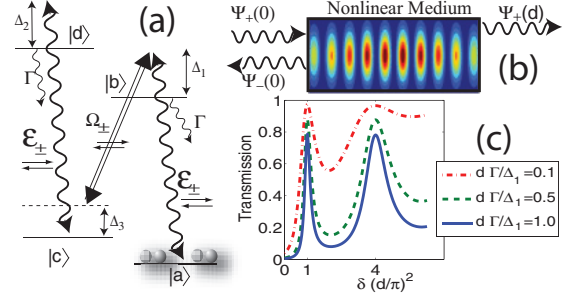 (a)
Δ₂
|d⟩
Γ
|b⟩
Δ₁
Γ
Ω±
ℰ±
ℰ±
Δ₃
|c⟩
|a⟩
Nonlinear Medium
Ψ₊(0)
Ψ₊(d)
Ψ₋(0)
(b)
(c)
Transmission
1
0.8
0.6
0.4
0.2
0
0 1 4
δ (d/π)²
d Γ/Δ₁=0.1
d Γ/Δ₁=0.5
d Γ/Δ₁=1.0